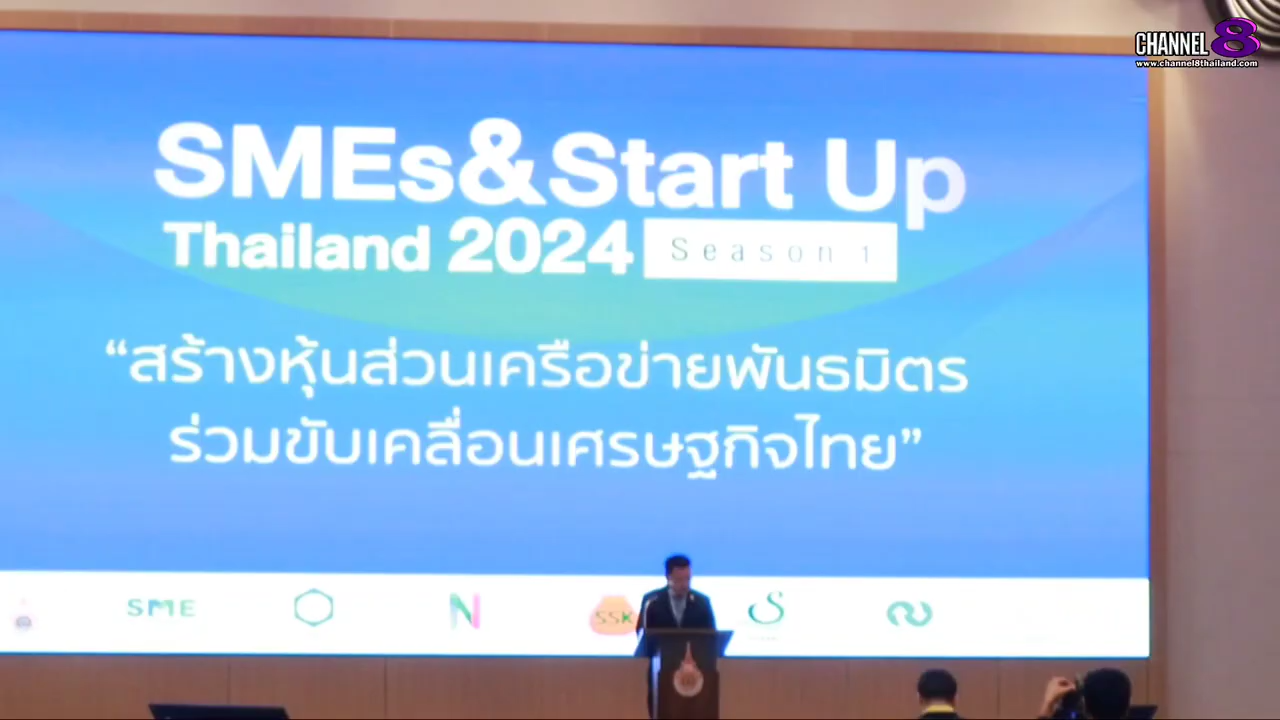 CHANNEL 8
www.channel8thailand.com
SMEs&Start Up
Thailand 2024 Season 1
“สร้างหุ้นส่วนเครือข่ายพันธมิตร
ร่วมขับเคลื่อนเศรษฐกิจไทย”
SME
N
SSK
S